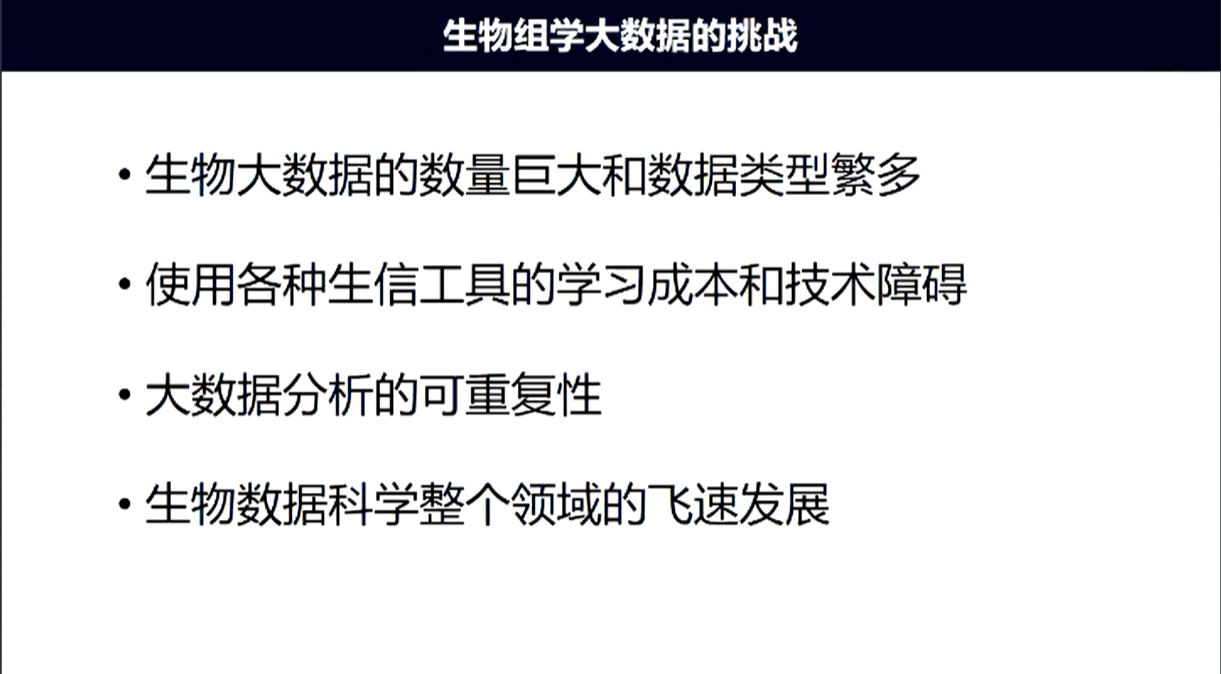 生物组学大数据的挑战
• 生物大数据的数量巨大和数据类型繁多
• 使用各种生信工具的学习成本和技术障碍
• 大数据分析的可重复性
• 生物数据科学整个领域的飞速发展